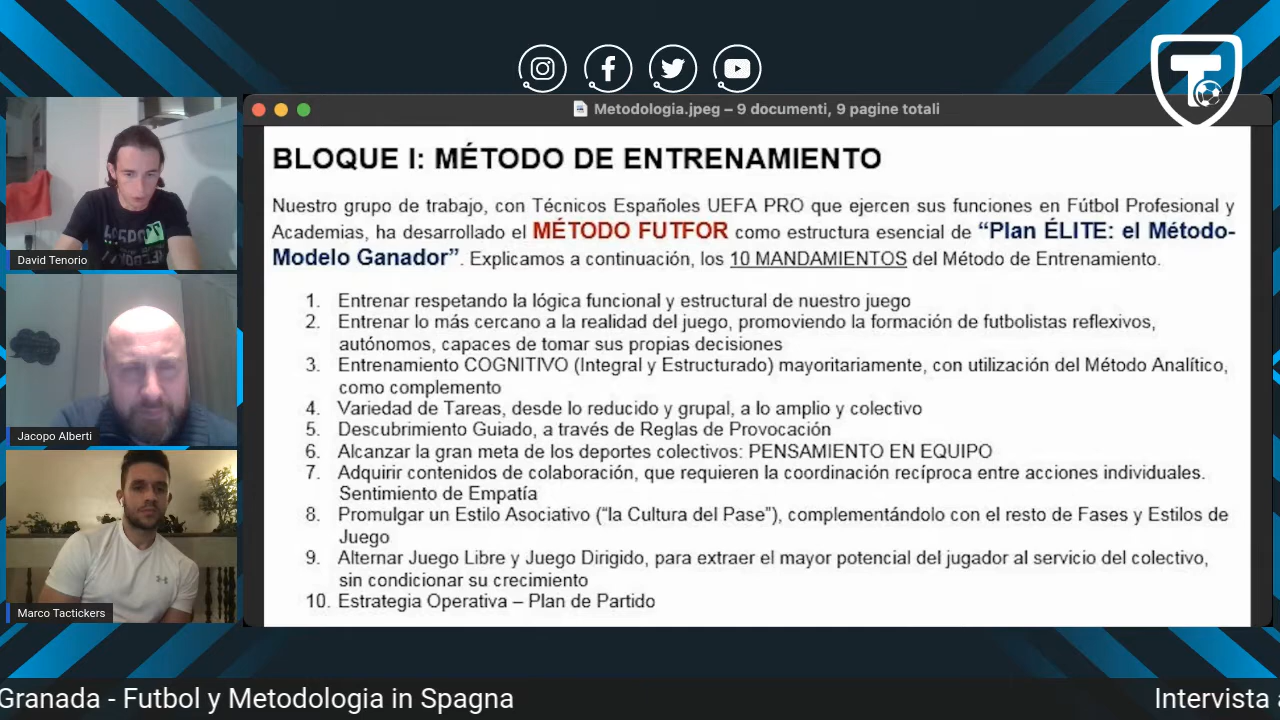 Metodologia.jpeg – 9 documenti, 9 pagine totali
BLOQUE I: MÉTODO DE ENTRENAMIENTO
Nuestro grupo de trabajo, con Técnicos Españoles UEFA PRO que ejercen sus funciones en Fútbol Profesional y
Academias, ha desarrollado el MÉTODO FUTFOR como estructura esencial de “Plan ÉLITE: el Método-
Modelo Ganador”. Explicamos a continuación, los 10 MANDAMIENTOS del Método de Entrenamiento.
1. Entrenar respetando la lógica funcional y estructural de nuestro juego
2. Entrenar lo más cercano a la realidad del juego, promoviendo la formación de futbolistas reflexivos,
autónomos, capaces de tomar sus propias decisiones
3. Entrenamiento COGNITIVO (Integral y Estructurado) mayoritariamente, con utilización del Método Analítico,
como complemento
4. Variedad de Tareas, desde lo reducido y grupal, a lo amplio y colectivo
5. Descubrimiento Guiado, a través de Reglas de Provocación
6. Alcanzar la gran meta de los deportes colectivos: PENSAMIENTO EN EQUIPO
7. Adquirir contenidos de colaboración, que requieren la coordinación recíproca entre acciones individuales.
Sentimiento de Empatía
8. Promulgar un Estilo Asociativo (“la Cultura del Pase”), complementándolo con el resto de Fases y Estilos de
Juego
9. Alternar Juego Libre y Juego Dirigido, para extraer el mayor potencial del jugador al servicio del colectivo,
sin condicionar su crecimiento
10. Estrategia Operativa – Plan de Partido
David Tenorio
Jacopo Alberti
Marco Tactickers
Granada - Futbol y Metodologia in Spagna
Intervista